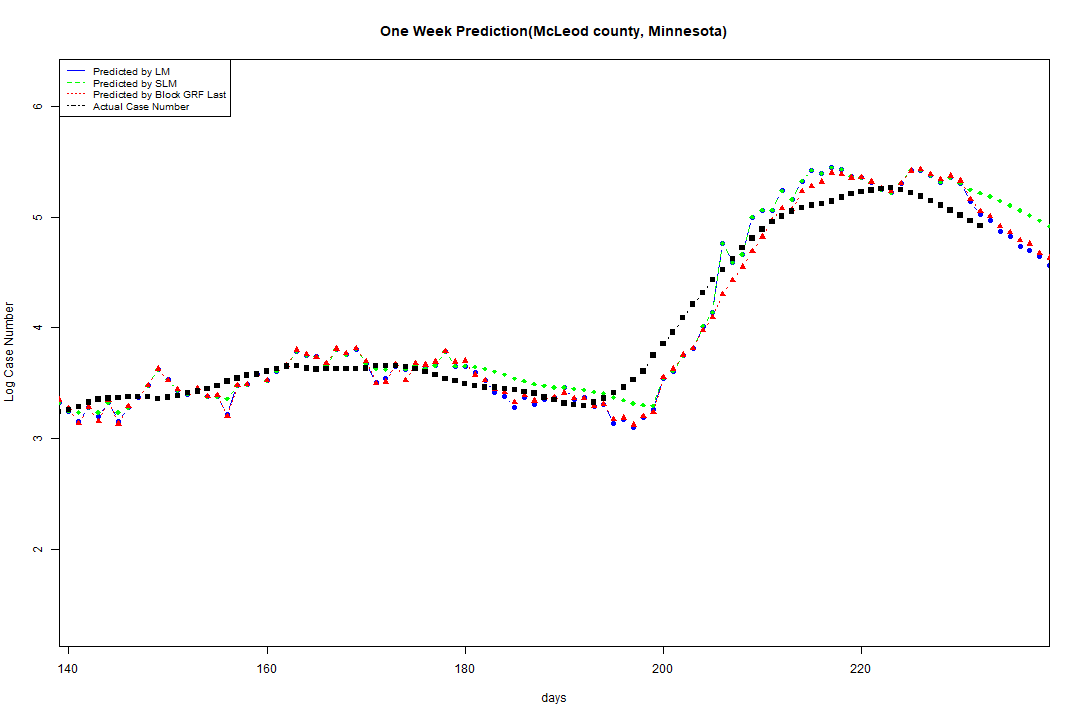 One Week Prediction(McLeod county, Minnesota)
Predicted by LM
Predicted by SLM
Predicted by Block GRF Last
Actual Case Number
6
5
4
3
2
Log Case Number
140 160 180 200 220
days